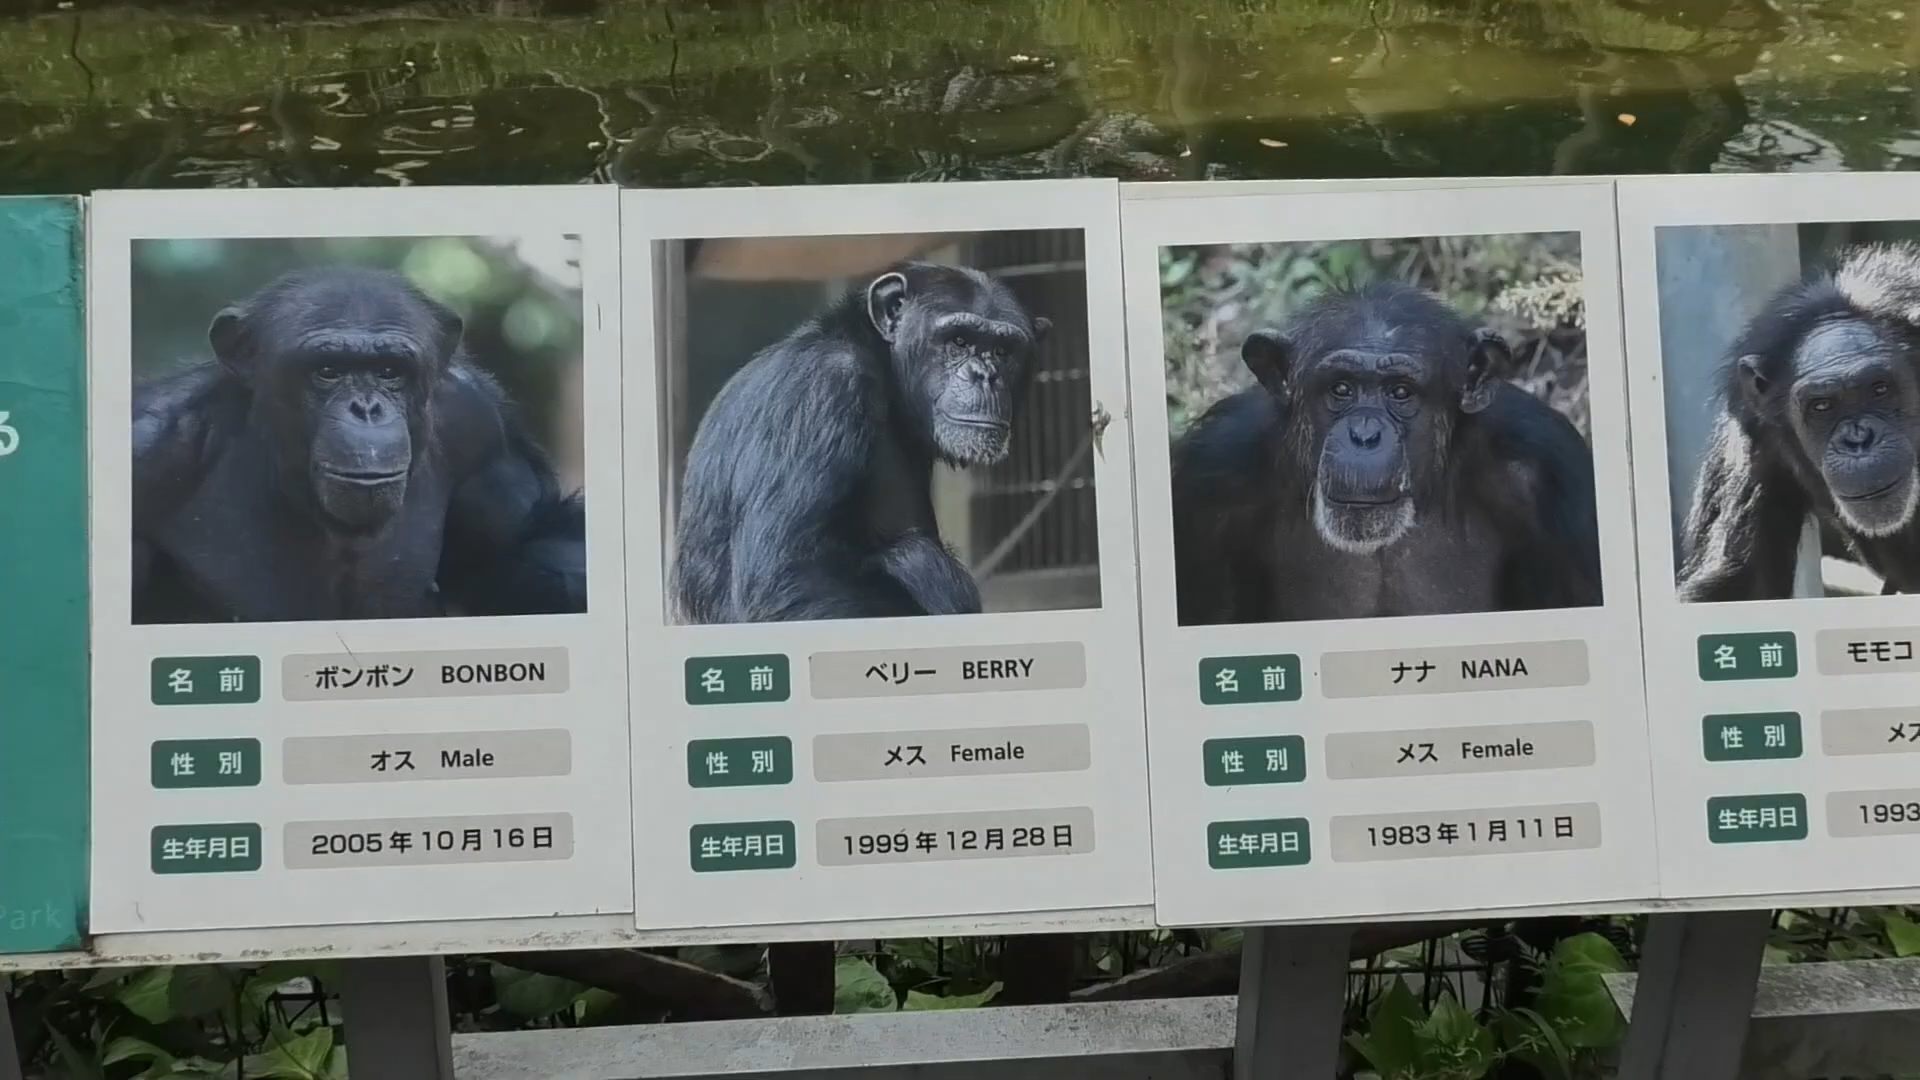 る
Park
名前 ボンボン BONBON
性別 オス Male
生年月日 2005年10月16日
名前 ベリー BERRY
性別 メス Female
生年月日 1999年12月28日
名前 ナナ NANA
性別 メス Female
生年月日 1983年1月11日
名前 モモコ
性別 メス
生年月日 1993